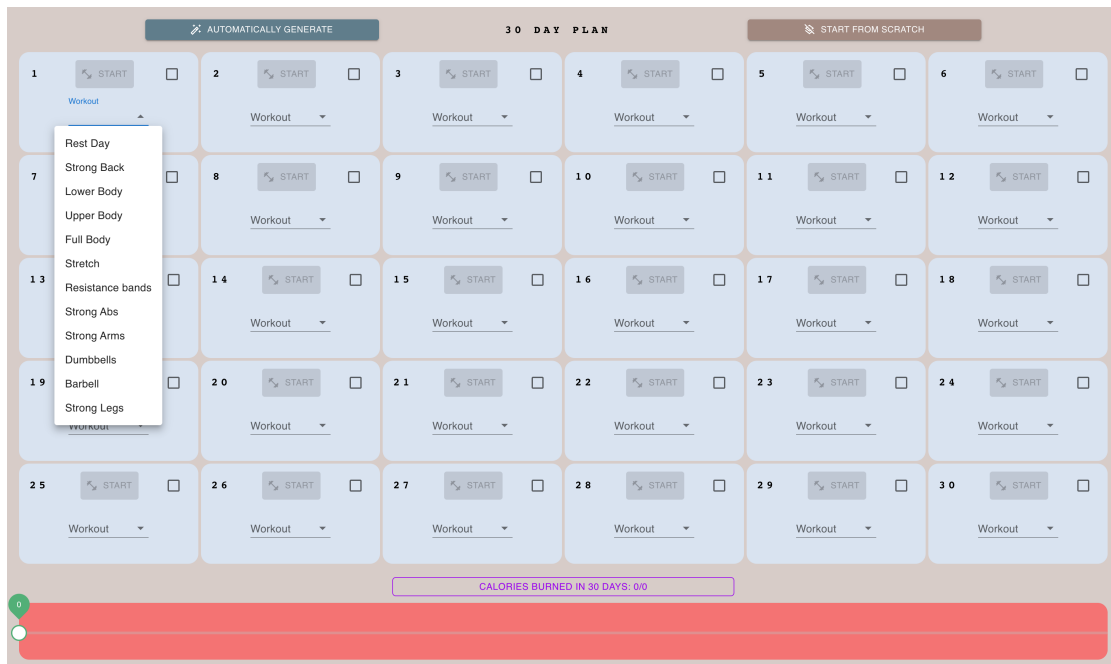 AUTOMATICALLY GENERATE 30 DAY PLAN START FROM SCRATCH
1 START 2 START 3 START 4 START 5 START 6 START
Workout
Workout Workout Workout Workout Workout
Rest Day
Strong Back
Lower Body
Upper Body
Full Body
Stretch
Resistance bands
Strong Abs
Strong Arms
Dumbbells
Barbell
Strong Legs
7 8 START 9 START 10 START 11 START 12 START
Workout Workout Workout Workout Workout
13 14 START 15 START 16 START 17 START 18 START
Workout Workout Workout Workout Workout
19 20 START 21 START 22 START 23 START 24 START
Workout Workout Workout Workout Workout Workout
25 START 26 START 27 START 28 START 29 START 30 START
Workout Workout Workout Workout Workout Workout
CALORIES BURNED IN 30 DAYS: 0/0
0